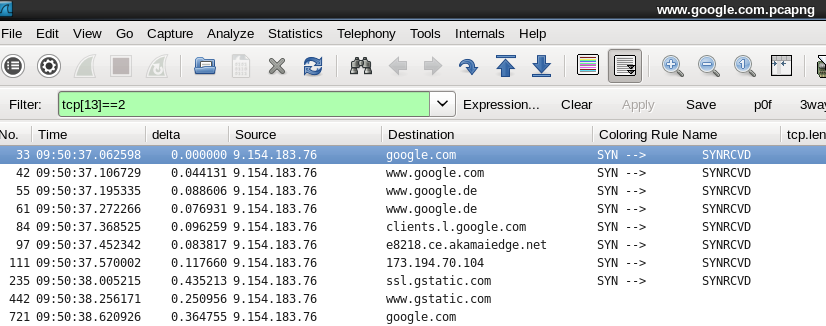 www.google.com.pcapng
File Edit View Go Capture Analyze Statistics Telephony Tools Internals Help
Filter: tcp[13]==2 Expression... Clear Apply Save p0f 3way
No. Time delta Source Destination Coloring Rule Name tcp.len
33 09:50:37.062598 0.000000 9.154.183.76 google.com SYN --> SYNRCVD
42 09:50:37.106729 0.044131 9.154.183.76 www.google.com SYN --> SYNRCVD
55 09:50:37.195335 0.088606 9.154.183.76 www.google.de SYN --> SYNRCVD
61 09:50:37.272266 0.076931 9.154.183.76 www.google.de SYN --> SYNRCVD
84 09:50:37.368525 0.096259 9.154.183.76 clients.l.google.com SYN --> SYNRCVD
97 09:50:37.452342 0.083817 9.154.183.76 e8218.ce.akamaiedge.net SYN --> SYNRCVD
111 09:50:37.570002 0.117660 9.154.183.76 173.194.70.104 SYN --> SYNRCVD
235 09:50:38.005215 0.435213 9.154.183.76 ssl.gstatic.com SYN --> SYNRCVD
442 09:50:38.256171 0.250956 9.154.183.76 www.gstatic.com
721 09:50:38.620926 0.364755 9.154.183.76 google.com